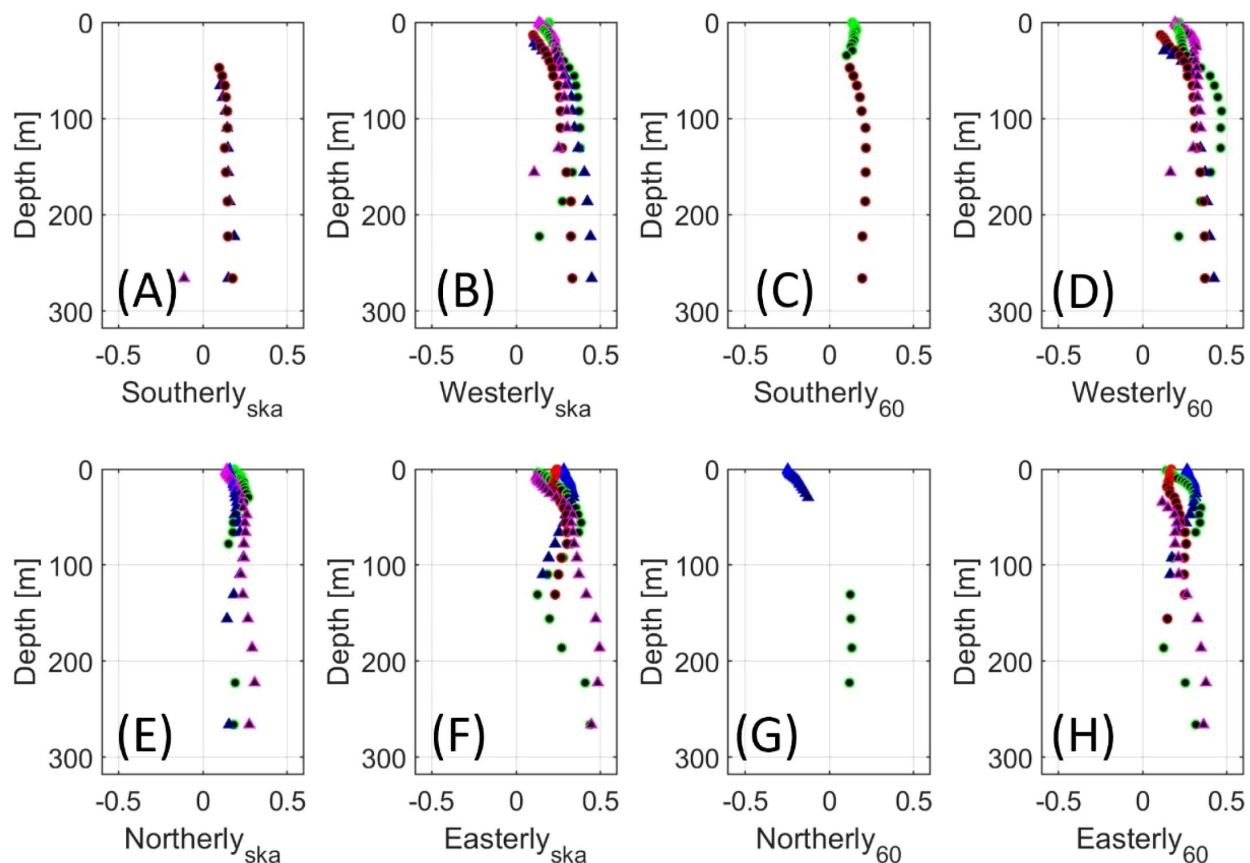 0 0 0 0
100 100 100 100
200 200 200 200
300 300 300 300
Depth [m] Depth [m] Depth [m] Depth [m]
(A) (B) (C) (D)
-0.5 0 0.5 -0.5 0 0.5 -0.5 0 0.5 -0.5 0 0.5
Southerly_ska Westerly_ska Southerly_60 Westerly_60
0 0 0 0
100 100 100 100
200 200 200 200
300 300 300 300
Depth [m] Depth [m] Depth [m] Depth [m]
(E) (F) (G) (H)
-0.5 0 0.5 -0.5 0 0.5 -0.5 0 0.5 -0.5 0 0.5
Northerly_ska Easterly_ska Northerly_60 Easterly_60